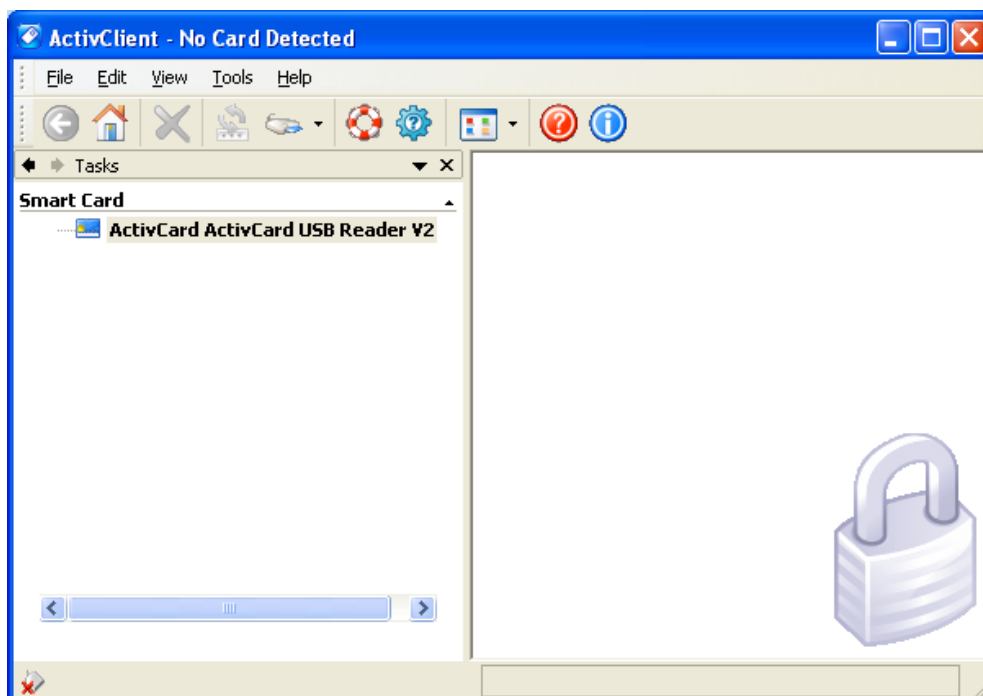 ActivClient - No Card Detected
File Edit View Tools Help
Tasks
Smart Card
ActivCard ActivCard USB Reader V2